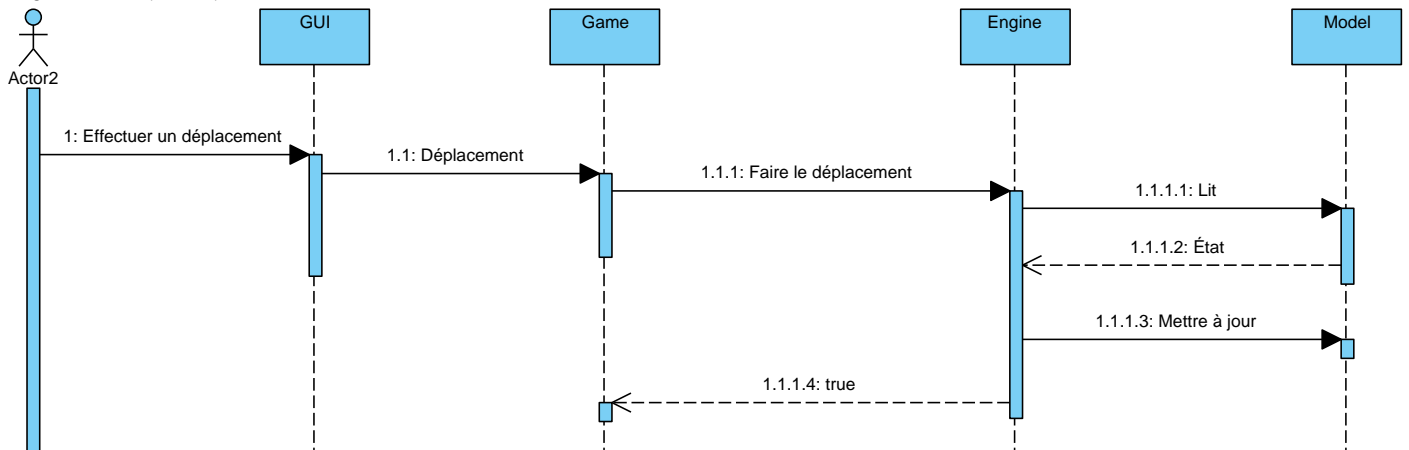 GUI
Game
Engine
Model
Actor2
1: Effectuer un déplacement
1.1: Déplacement
1.1.1: Faire le déplacement
1.1.1.1: Lit
1.1.1.2: État
1.1.1.3: Mettre à jour
1.1.1.4: true